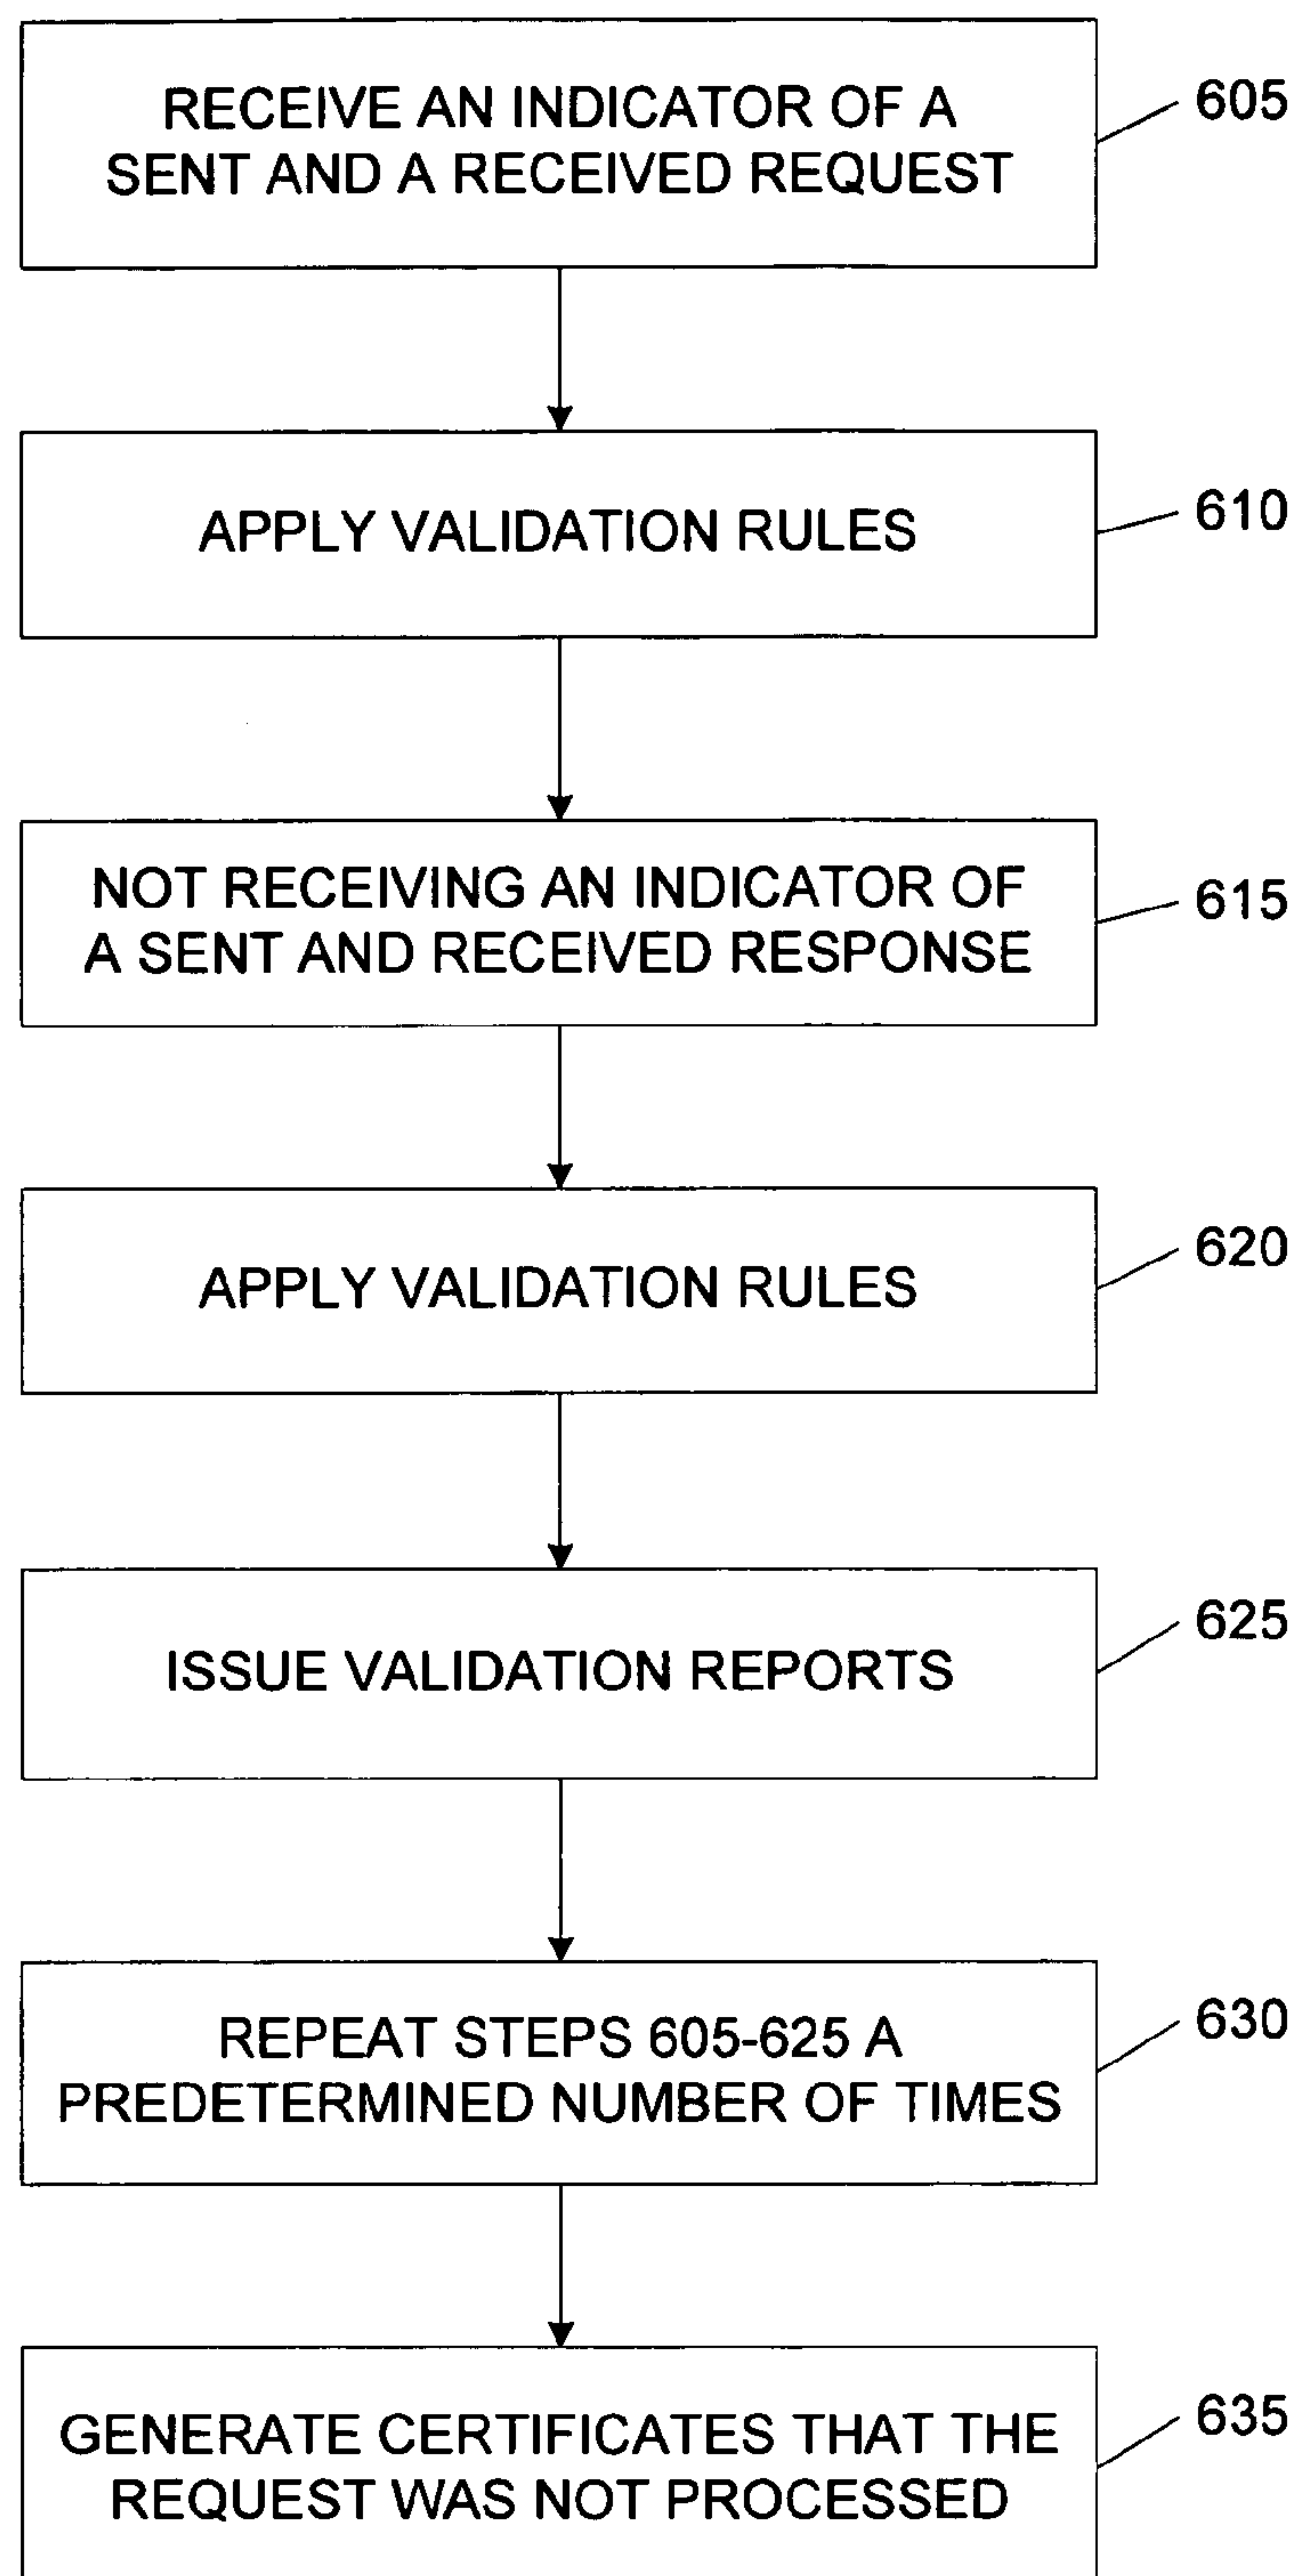 RECEIVE AN INDICATOR OF A
SENT AND A RECEIVED REQUEST
605
APPLY VALIDATION RULES
610
NOT RECEIVING AN INDICATOR OF
A SENT AND RECEIVED RESPONSE
615
APPLY VALIDATION RULES
620
ISSUE VALIDATION REPORTS
625
REPEAT STEPS 605-625 A
PREDETERMINED NUMBER OF TIMES
630
GENERATE CERTIFICATES THAT THE
REQUEST WAS NOT PROCESSED
635